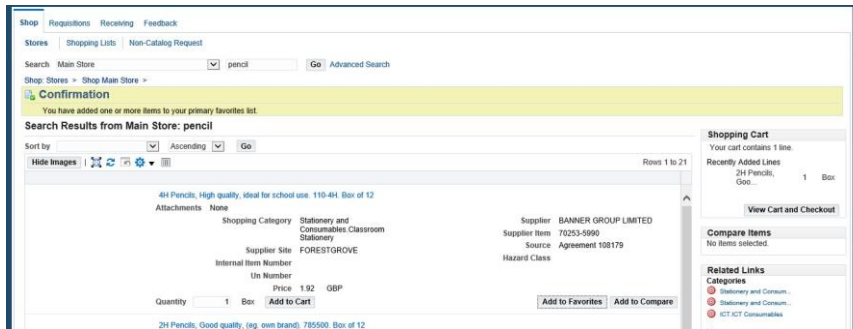 Shop Requisitions Receiving Feedback
Stores Shopping Lists Non-Catalog Request
Search Main Store pencil Go Advanced Search
Shop: Stores > Shop Main Store >
Confirmation
You have added one or more items to your primary favorites list.
Search Results from Main Store: pencil
Sort by Ascending Go
Hide Images Rows 1 to 21
4H Pencils, High quality, ideal for school use. 110-4H. Box of 12
Attachments None
Shopping Category Stationery and
Consumables.Classroom
Stationery
Supplier Site FORESTGROVE
Internal Item Number
Un Number
Price 1.92 GBP
Supplier BANNER GROUP LIMITED
Supplier Item 70253-5990
Source Agreement 108179
Hazard Class
Quantity 1 Box Add to Cart Add to Favorites Add to Compare
2H Pencils, Good quality, (eg. own brand). 785500. Box of 12
Shopping Cart
Your cart contains 1 line.
Recently Added Lines
2H Pencils, 1 Box
Goo...
View Cart and Checkout
Compare Items
No items selected.
Related Links
Categories
Stationery and Consum...
Stationery and Consum...
ICT.ICT Consumables